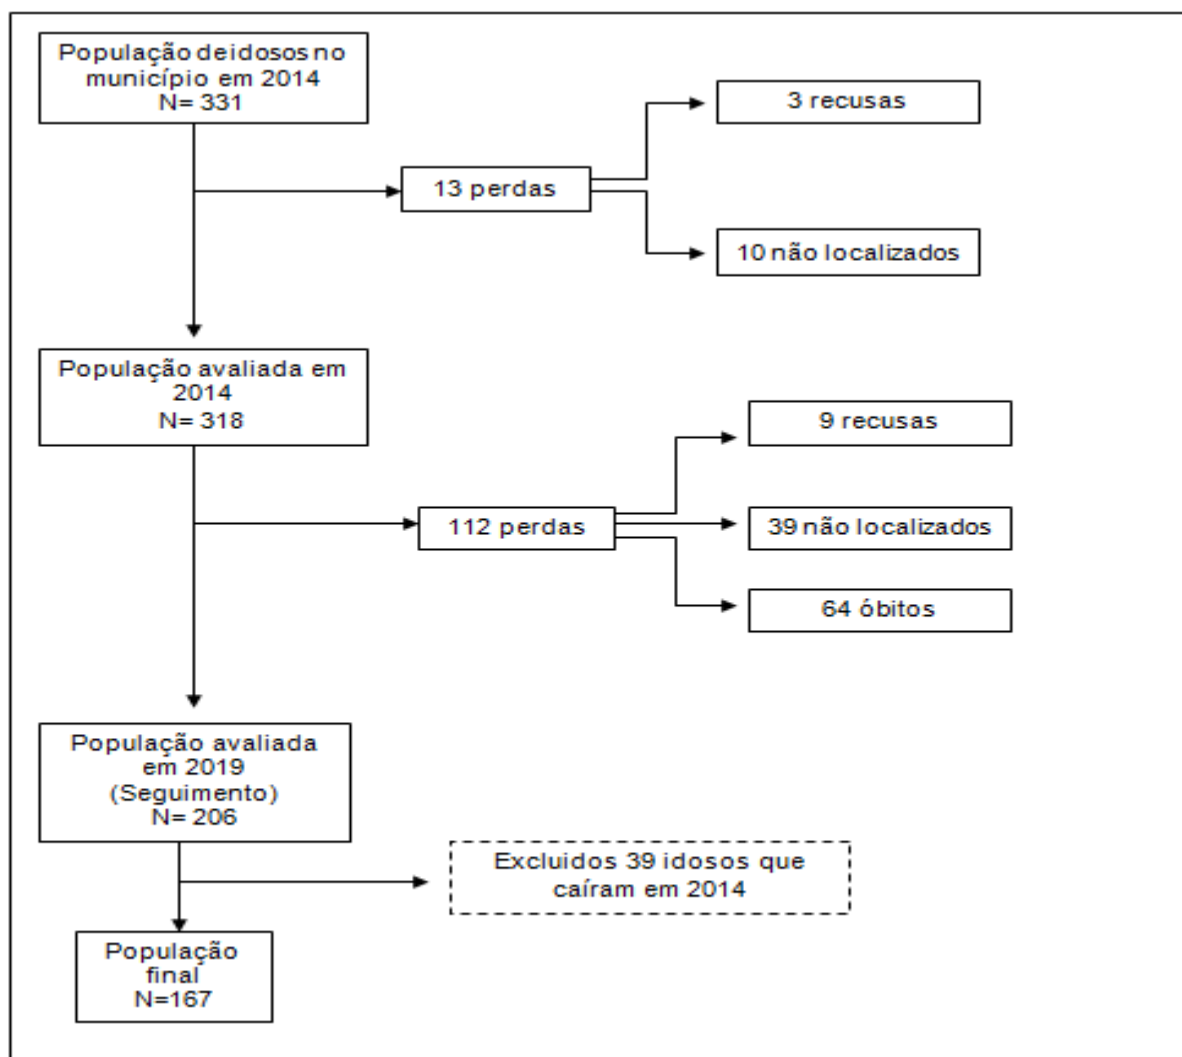 População de idosos no
município em 2014
N= 331
3 recusas
13 perdas
10 não localizados
População avaliada em
2014
N= 318
9 recusas
112 perdas
39 não localizados
64 óbitos
População avaliada
em 2019
(Seguimento)
N= 206
Excluidos 39 idosos que
caíram em 2014
População
final
N=167